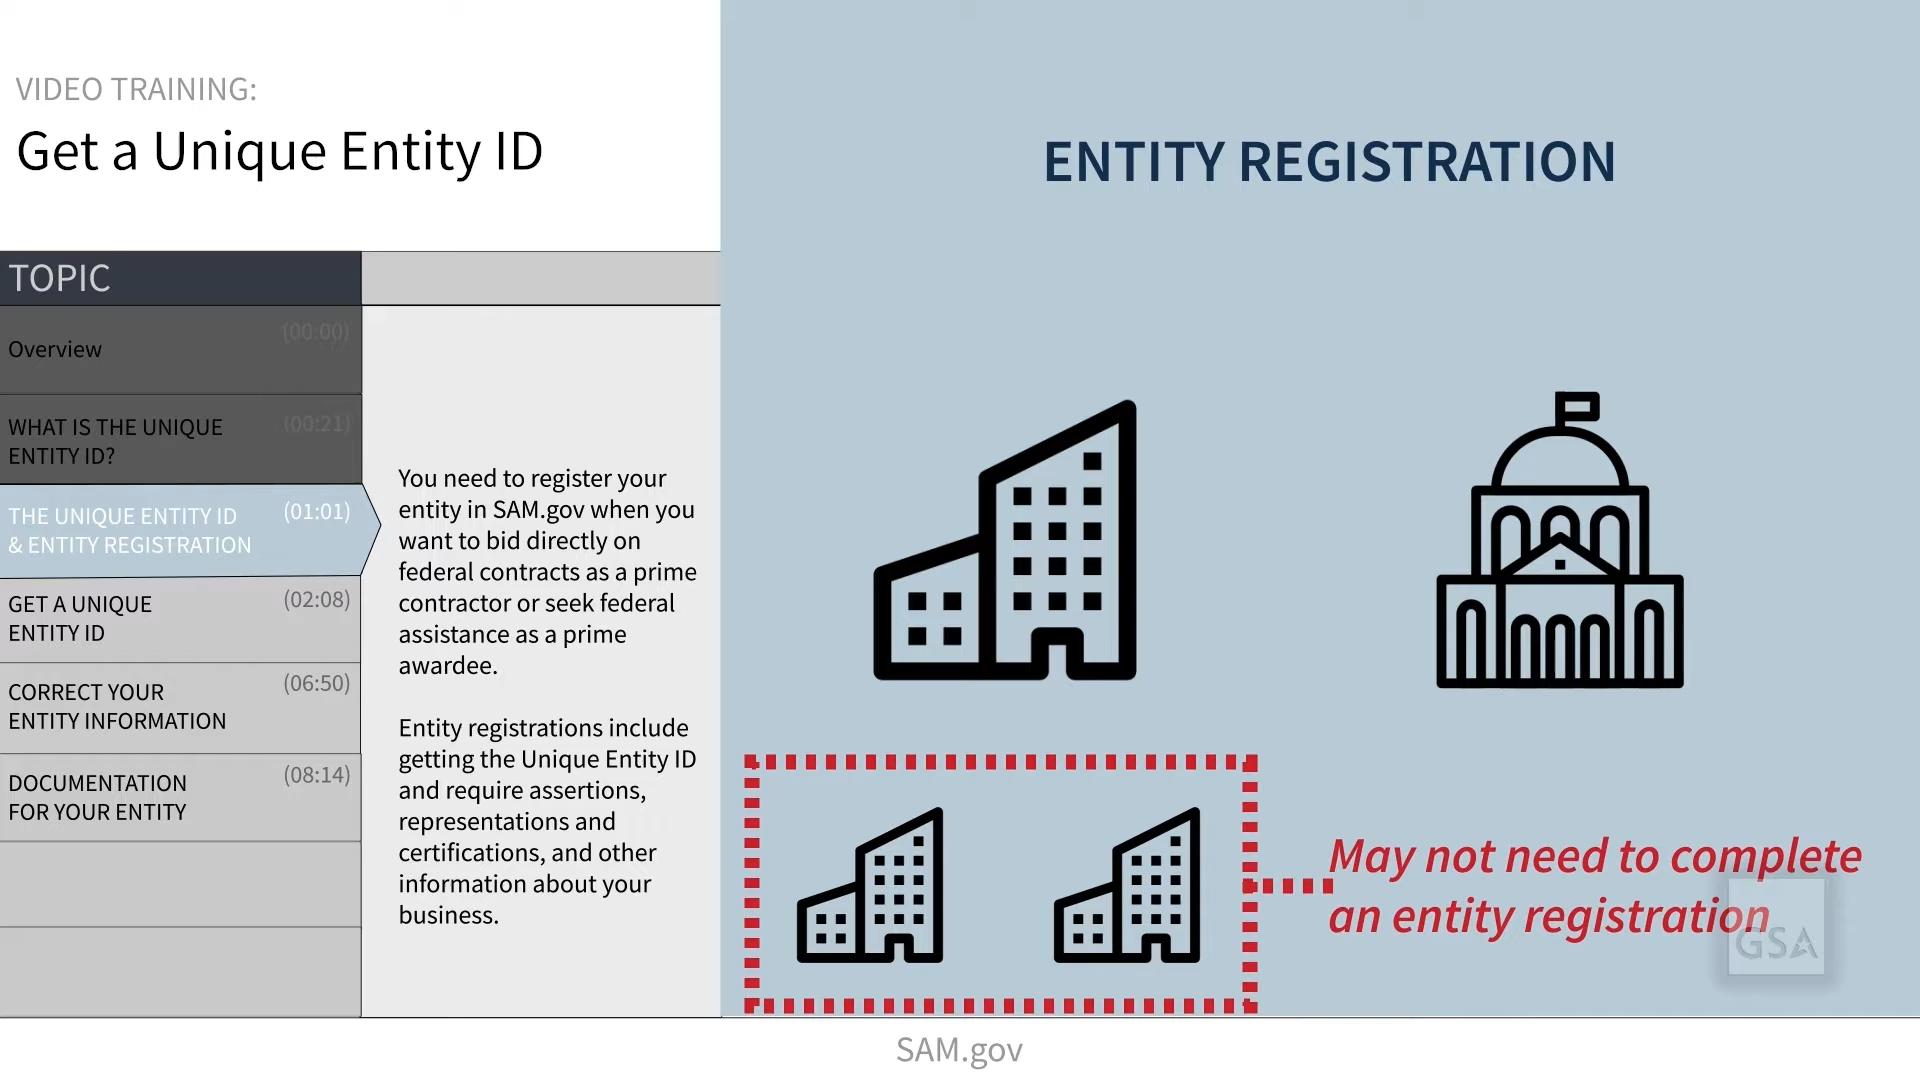 VIDEO TRAINING:
Get a Unique Entity ID
TOPIC
Overview (00:00)
WHAT IS THE UNIQUE (00:21)
ENTITY ID?
THE UNIQUE ENTITY ID (01:01)
& ENTITY REGISTRATION
GET A UNIQUE (02:08)
ENTITY ID
CORRECT YOUR (06:50)
ENTITY INFORMATION
DOCUMENTATION (08:14)
FOR YOUR ENTITY
You need to register your
entity in SAM.gov when you
want to bid directly on
federal contracts as a prime
contractor or seek federal
assistance as a prime
awardee.
Entity registrations include
getting the Unique Entity ID
and require assertions,
representations and
certifications, and other
information about your
business.
ENTITY REGISTRATION
May not need to complete
an entity registration
GSA
SAM.gov